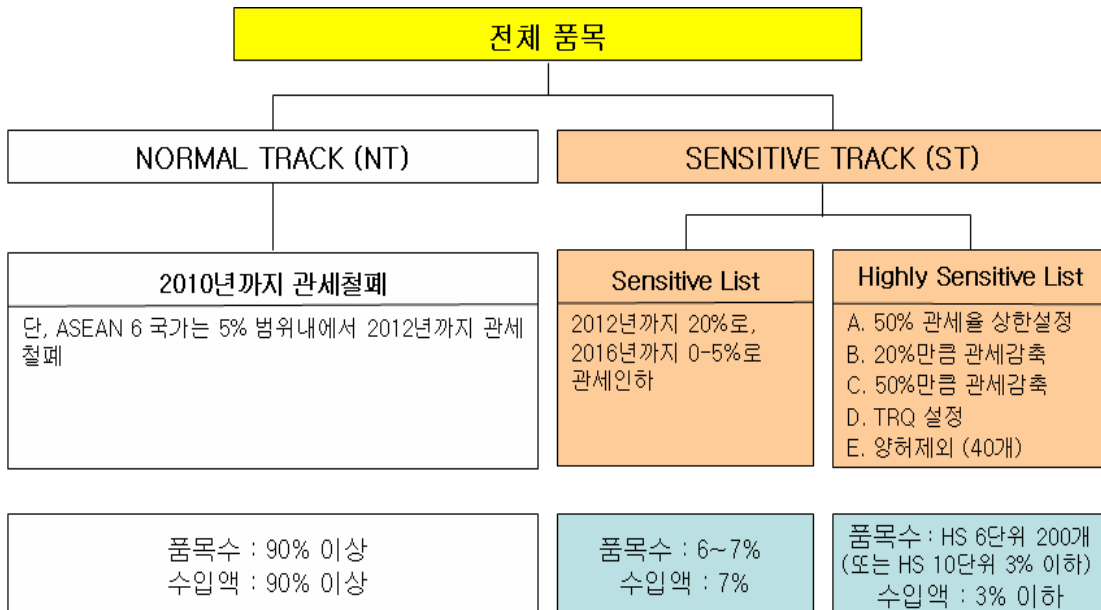 전체 품목
NORMAL TRACK (NT)
SENSITIVE TRACK (ST)
2010년까지 관세철폐
단, ASEAN 6 국가는 5% 범위내에서 2012년까지 관세
철폐
Sensitive List
2012년까지 20%로,
2016년까지 0-5%로
관세인하
Highly Sensitive List
A. 50% 관세율 상한설정
B. 20%만큼 관세감축
C. 50%만큼 관세감축
D. TRQ 설정
E. 양허제외 (40개)
품목수 : 90% 이상
수입액 : 90% 이상
품목수 : 6~7%
수입액 : 7%
품목수 : HS 6단위 200개
(또는 HS 10단위 3% 이하)
수입액 : 3% 이하